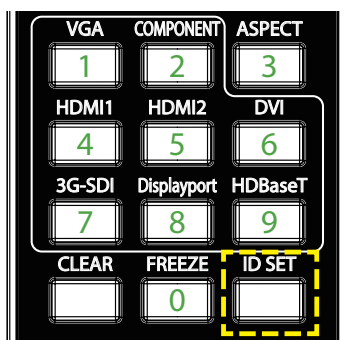 VGA COMPONENT ASPECT
1 2 3
HDMI1 HDMI2 DVI
4 5 6
3G-SDI Displayport HDBaseT
7 8 9
CLEAR FREEZE ID SET
0